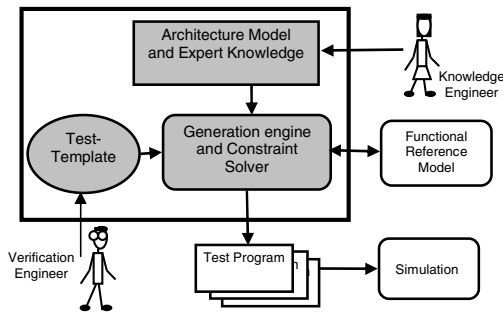 Architecture Model
and Expert Knowledge
Knowledge
Engineer
Test-
Template
Generation engine
and Constraint
Solver
Functional
Reference
Model
Verification
Engineer
Test Program
Simulation